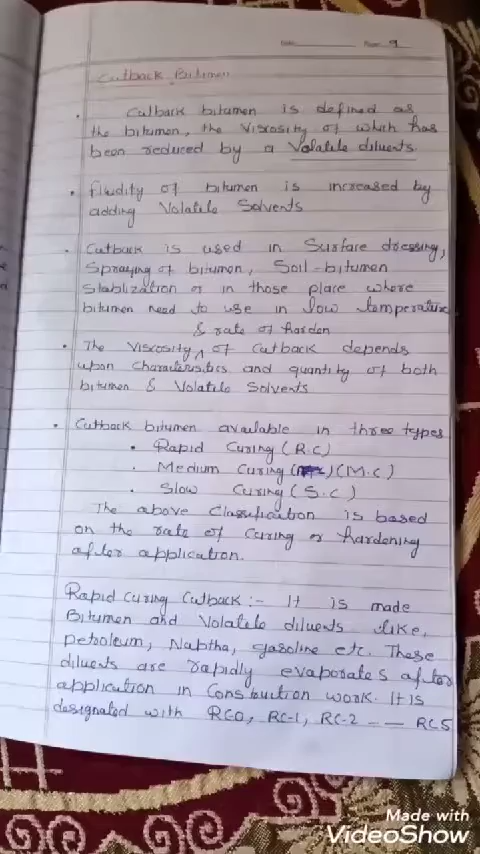 Date: Page: 9
Cutback Bitumen
• Cutback bitumen is defined as
the bitumen, the Viscosity of which has
been reduced by a Volatile diluents.
• Fluidity of bitumen is increased by
adding Volatile Solvents
• Cutback is used in Surface dressing,
Spraying of bitumen, Soil-bitumen
Stablization or in those place where
bitumen need to use in low temperature
& rate of harden
• The Viscosity ^ of Cutback depends
upon characteristics and quantity of both
bitumen & Volatile Solvents
• Cutback bitumen available in three types
• Rapid Curing (R.C)
• Medium Curing (M.C)
• Slow Curing (S.C)
The above Classification is based
on the rate of Curing or hardening
after application.
Rapid Curing Cutback :- It is made
Bitumen and Volatile diluents like,
petroleum, Naptha, gasoline etc. These
diluents are rapidly evaporates after
application in Construction work. It is
designated with RC0, RC-1, RC-2 -- RC5
Made with
VideoShow